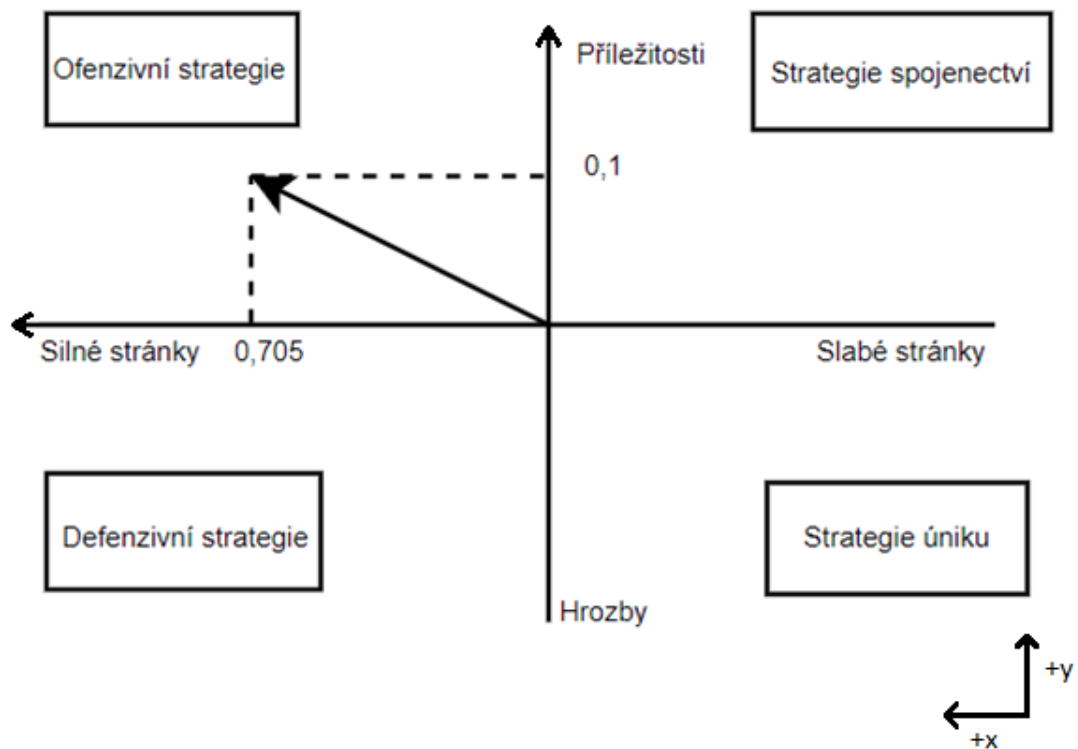 Ofenzivní strategie
Příležitosti
Strategie spojenectví
0,1
Silné stránky
0,705
Slabé stránky
Defenzivní strategie
Strategie úniku
Hrozby
+y
+x